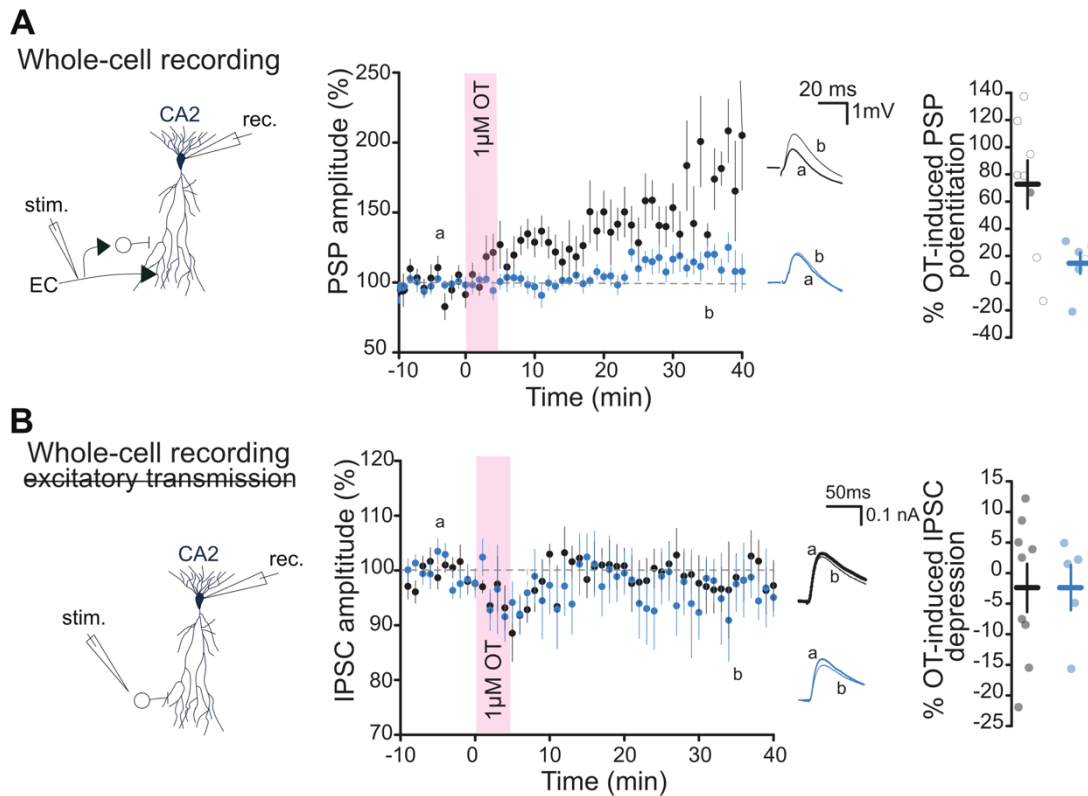 A
Whole-cell recording
CA2
rec.
stim.
EC
PSP amplitude (%)
250
200
150
100
50
1µM OT
a
b
-10
0
10
20
30
40
Time (min)
20 ms
1mV
b
a
b
a
% OT-induced PSP
potentitation
140
120
100
80
60
40
20
0
-20
-40
B
Whole-cell recording
excitatory transmission
CA2
rec.
stim.
IPSC ampltitude (%)
120
110
100
90
80
70
a
1µM OT
b
-10
0
10
20
30
40
Time (min)
50ms
0.1 nA
a
b
a
b
% OT-induced IPSC
depression
15
10
5
0
-5
-10
-15
-20
-25